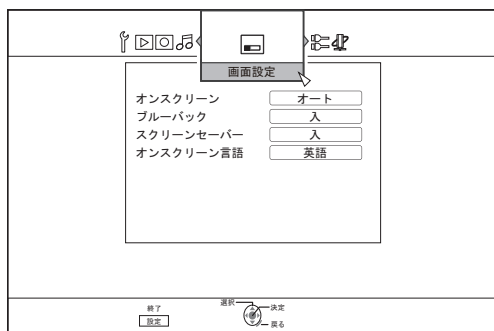 画面設定
オンスクリーン オート
ブルーバック 入
スクリーンセーバー 入
オンスクリーン言語 英語
終了
設定
選択
決定
戻る